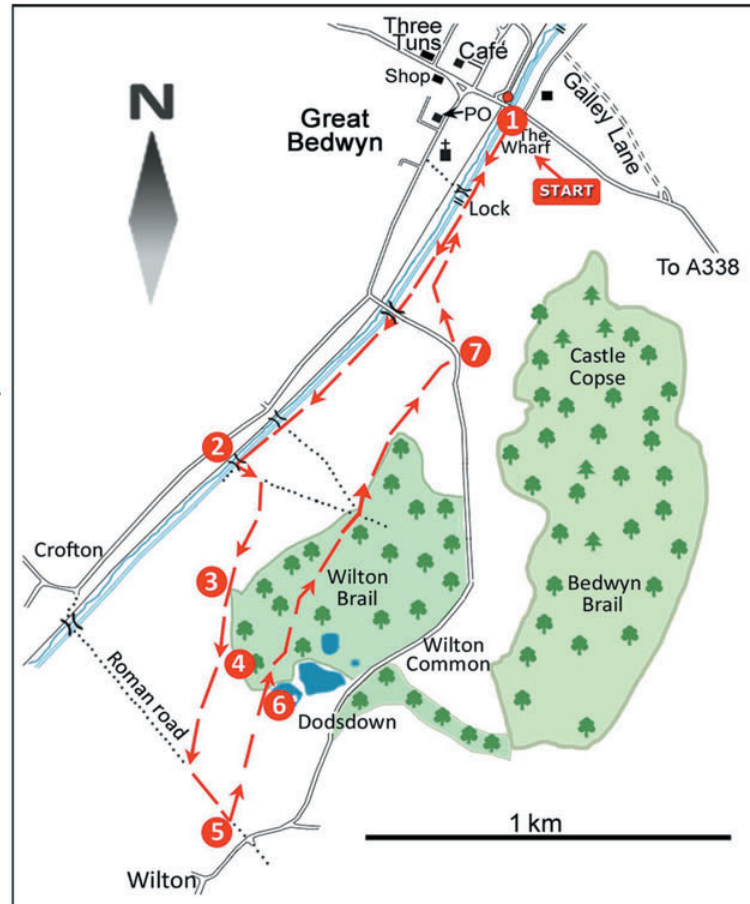 Three
Tuns
Café
Shop
N
PO
Great
Bedwyn
1
The
Wharf
Galley Lane
START
Lock
To A338
7
Castle
Copse
2
Crofton
3
Wilton
Brail
Bedwyn
Brail
4
Wilton
Common
Roman road
6
Dodsdown
5
1 km
Wilton